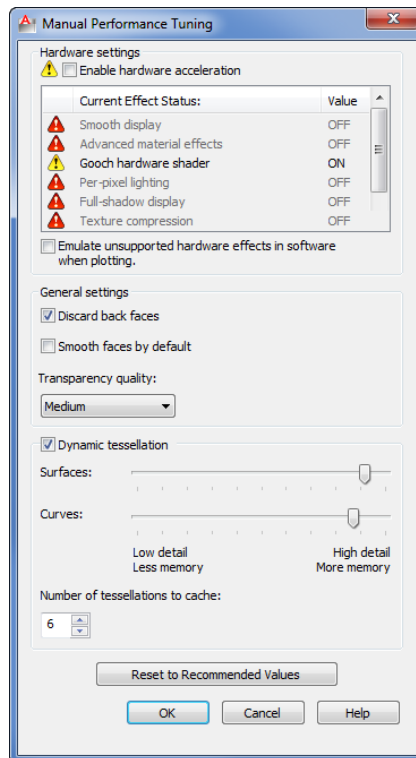 Manual Performance Tuning
Hardware settings
Enable hardware acceleration
Current Effect Status: Value
Smooth display OFF
Advanced material effects OFF
Gooch hardware shader ON
Per-pixel lighting OFF
Full-shadow display OFF
Texture compression OFF
Emulate unsupported hardware effects in software
when plotting.
General settings
Discard back faces
Smooth faces by default
Transparency quality:
Medium
Dynamic tessellation
Surfaces:
Curves:
Low detail High detail
Less memory More memory
Number of tessellations to cache:
6
Reset to Recommended Values
OK Cancel Help